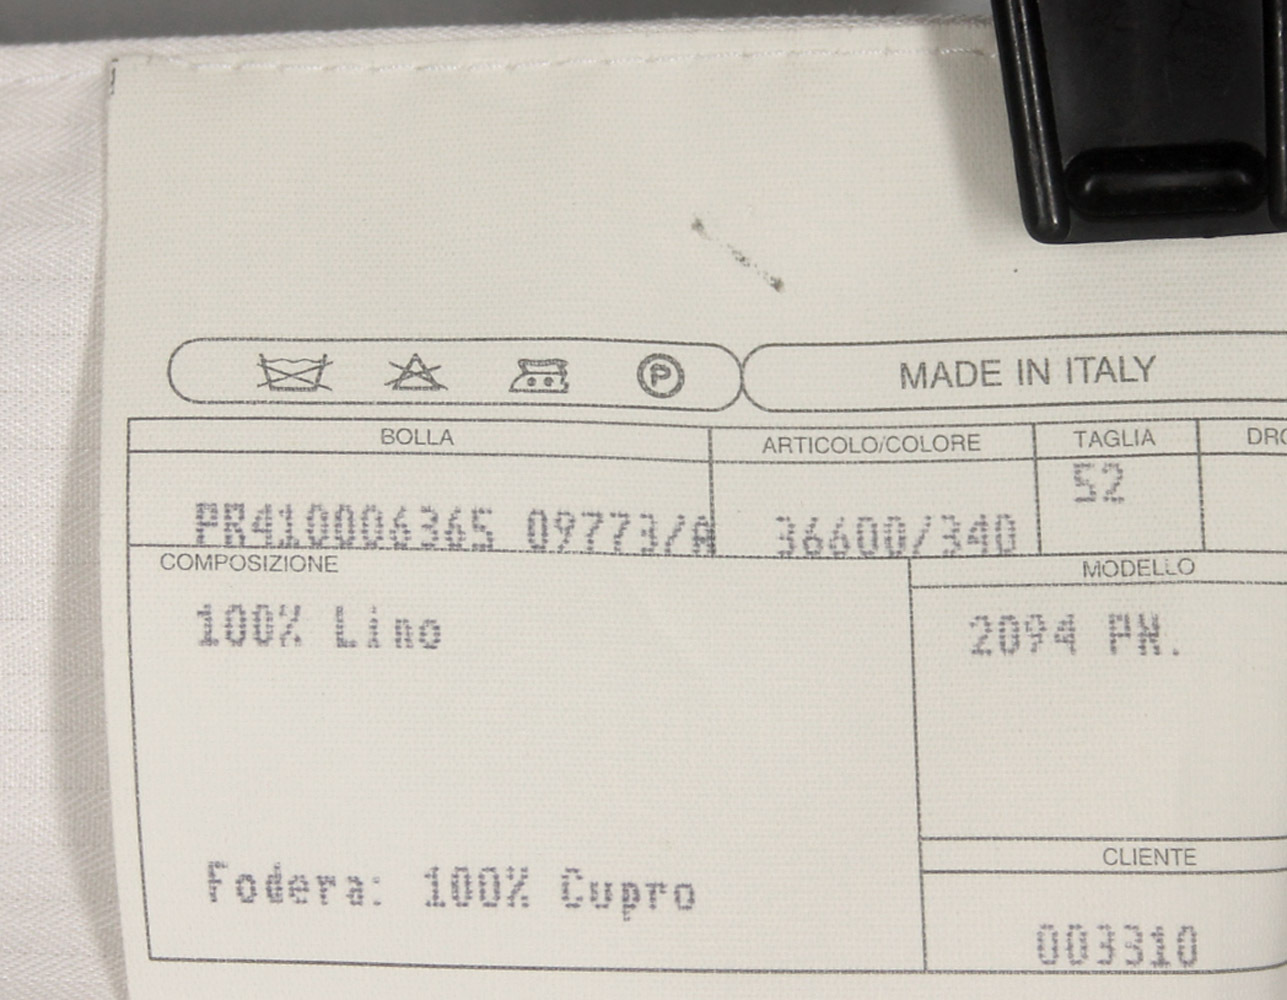 P MADE IN ITALY
BOLLA ARTICOLO/COLORE TAGLIA
52
PR410006365 09773/A 36600/340
COMPOSIZIONE MODELLO
100% Lino 2094 PN.
CLIENTE
Fodera: 100% Cupro
003310